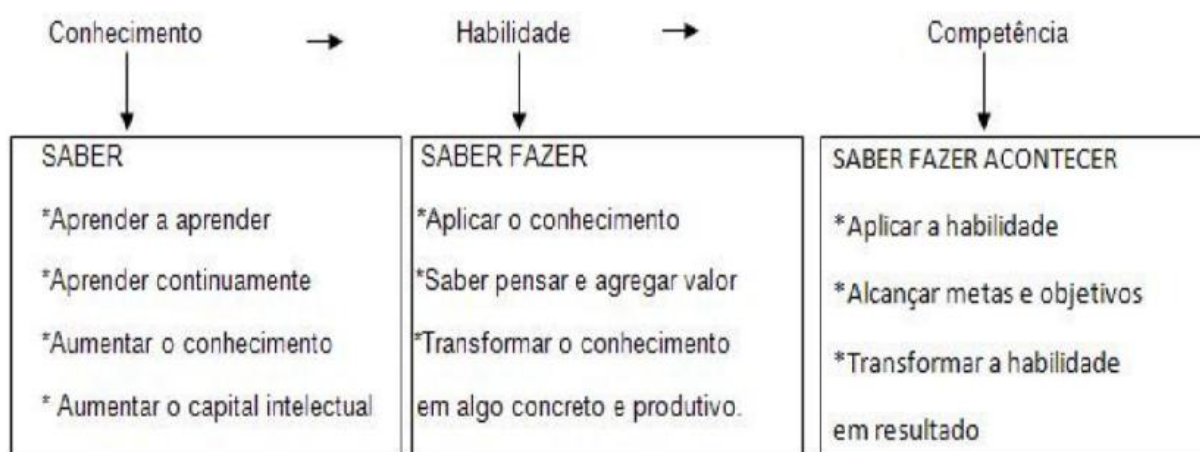 Conhecimento
Habilidade
Competência
SABER
*Aprender a aprender
*Aprender continuamente
*Aumentar o conhecimento
* Aumentar o capital intelectual
SABER FAZER
*Aplicar o conhecimento
*Saber pensar e agregar valor
*Transformar o conhecimento
em algo concreto e produtivo.
SABER FAZER ACONTECER
*Aplicar a habilidade
*Alcançar metas e objetivos
*Transformar a habilidade
em resultado